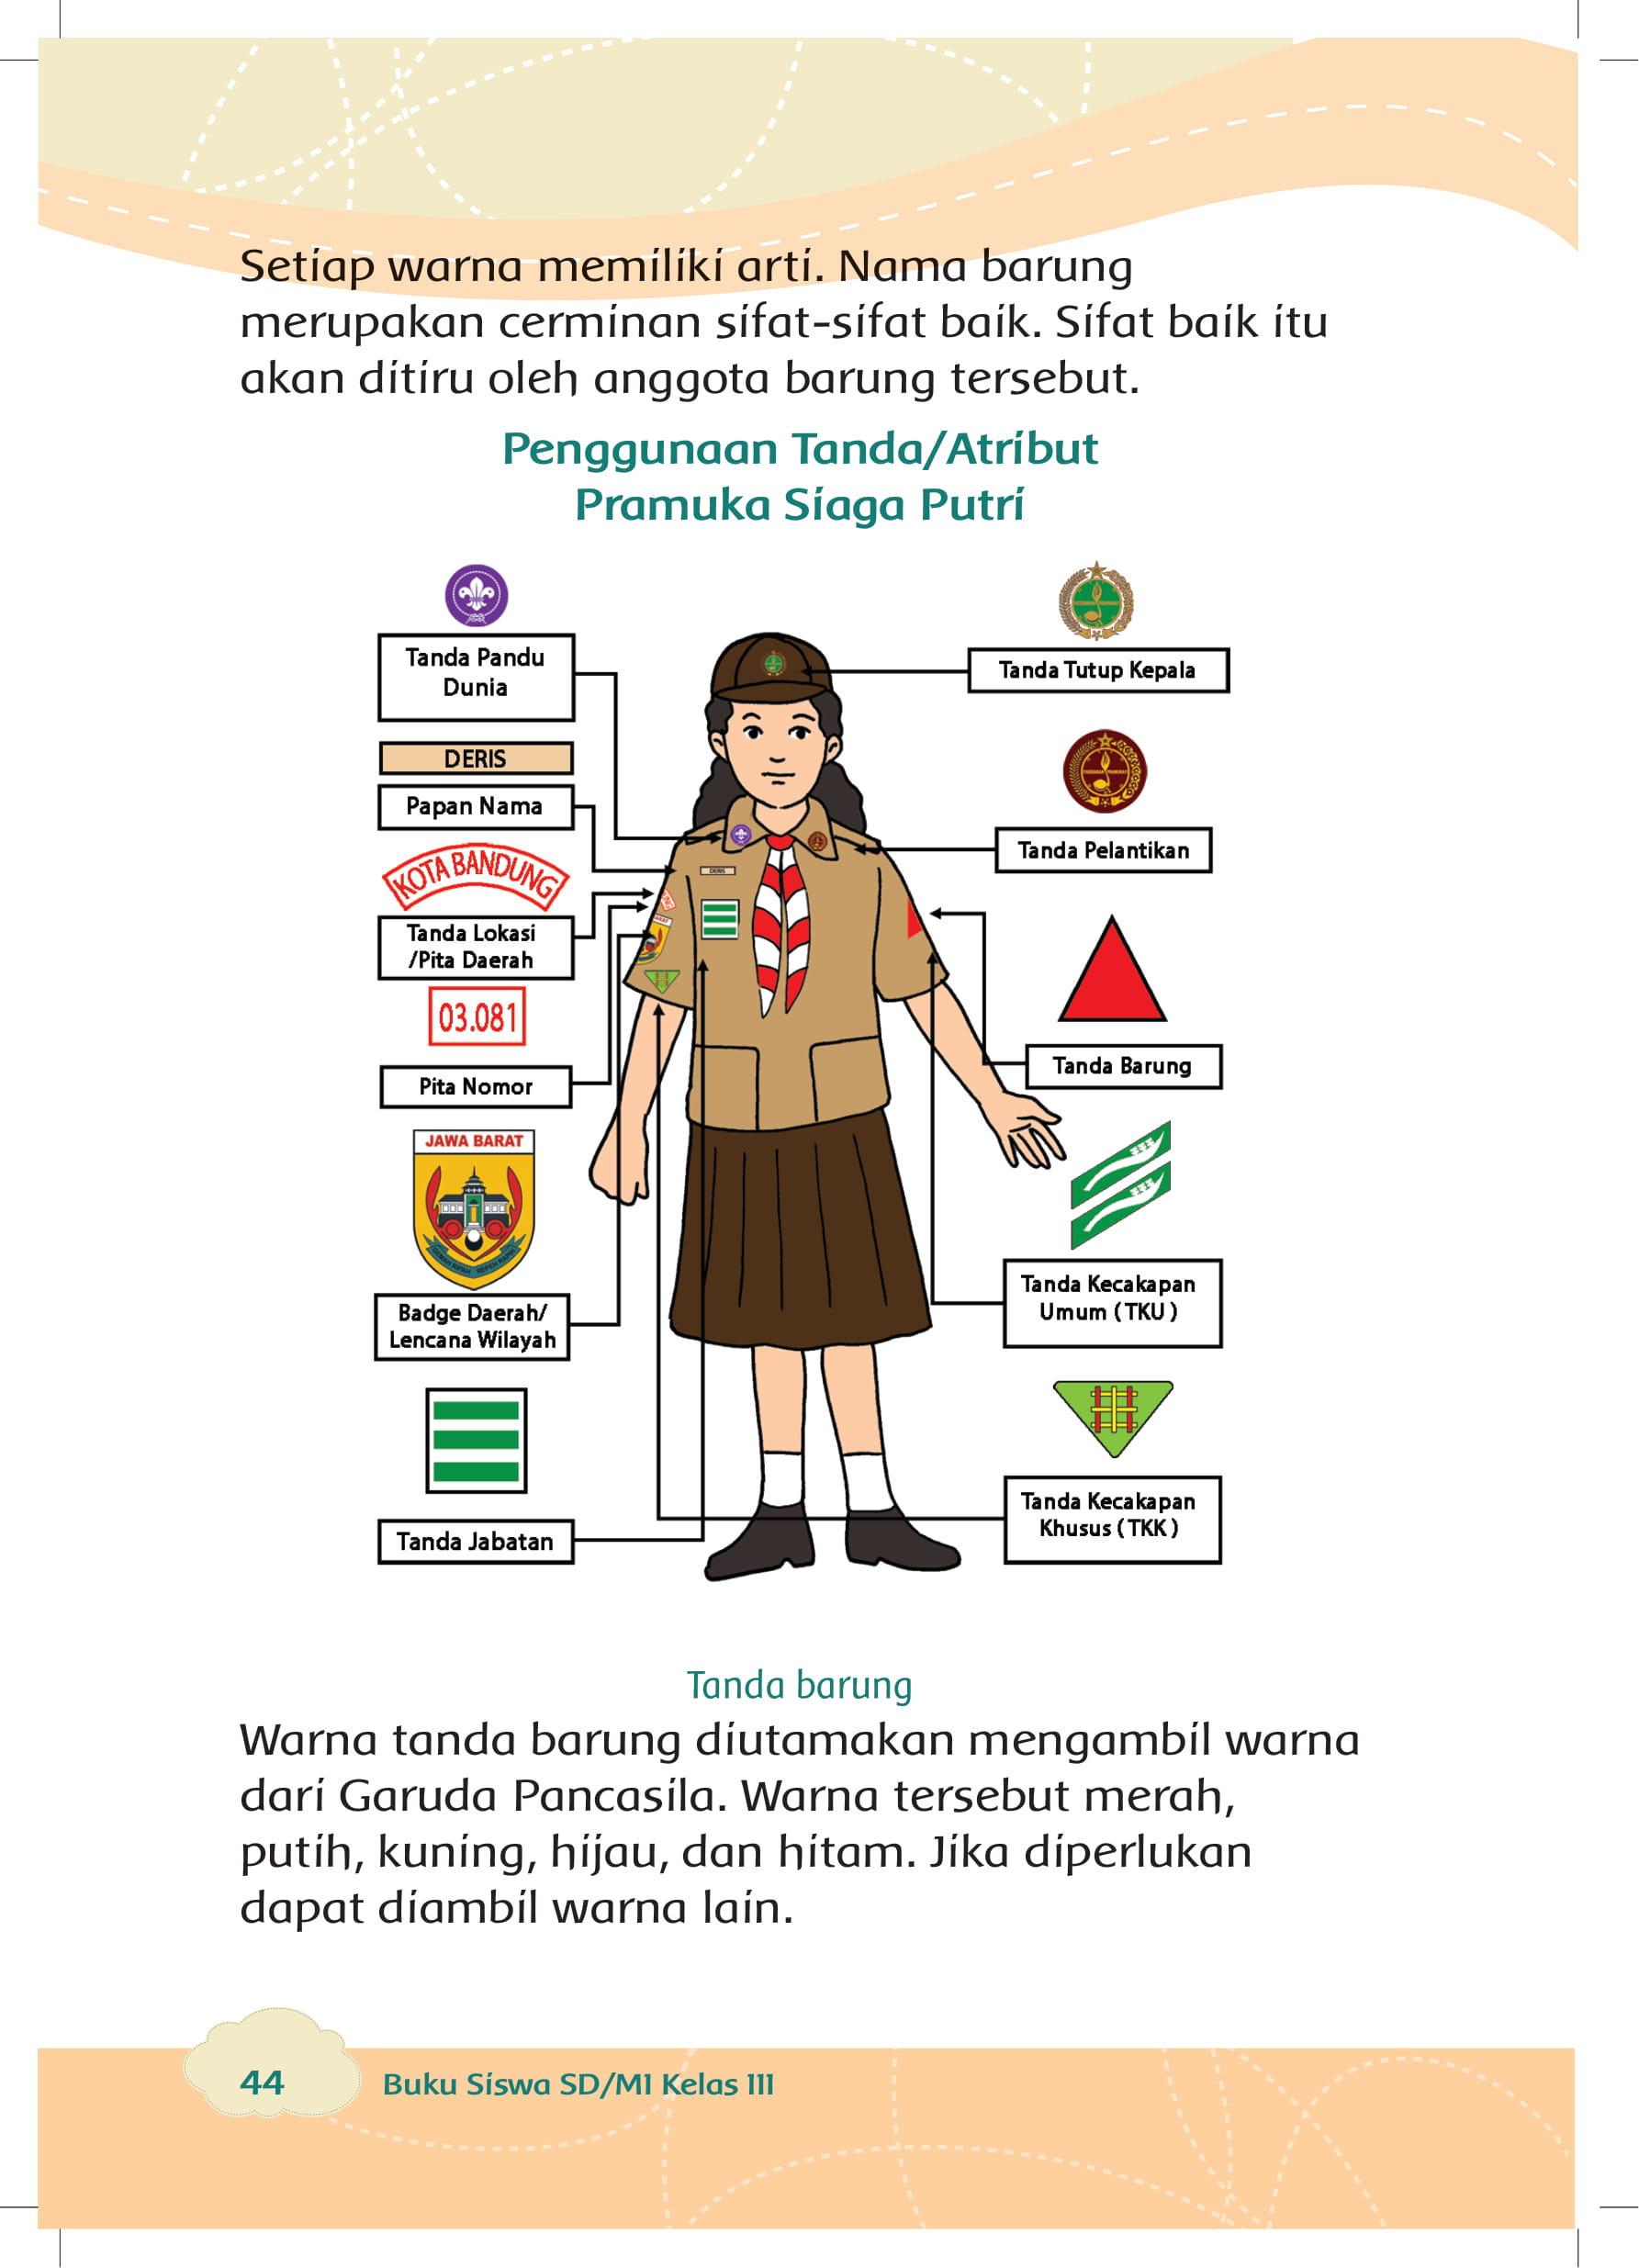 Setiap warna memiliki arti. Nama barung
merupakan cerminan sifat-sifat baik. Sifat baik itu
akan ditiru oleh anggota barung tersebut.
Penggunaan Tanda/Atribut
Pramuka Siaga Putri
Tanda Pandu
Dunia
DERIS
Papan Nama
KOTA BANDUNG
Tanda Lokasi
/Pita Daerah
03.081
Pita Nomor
JAWA BARAT
Badge Daerah/
Lencana Wilayah
Tanda Jabatan
DERIS
Tanda Tutup Kepala
Tanda Pelantikan
Tanda Barung
Tanda Kecakapan
Umum ( TKU )
Tanda Kecakapan
Khusus ( TKK )
Tanda barung
Warna tanda barung diutamakan mengambil warna
dari Garuda Pancasila. Warna tersebut merah,
putih, kuning, hijau, dan hitam. Jika diperlukan
dapat diambil warna lain.
44
Buku Siswa SD/MI Kelas III